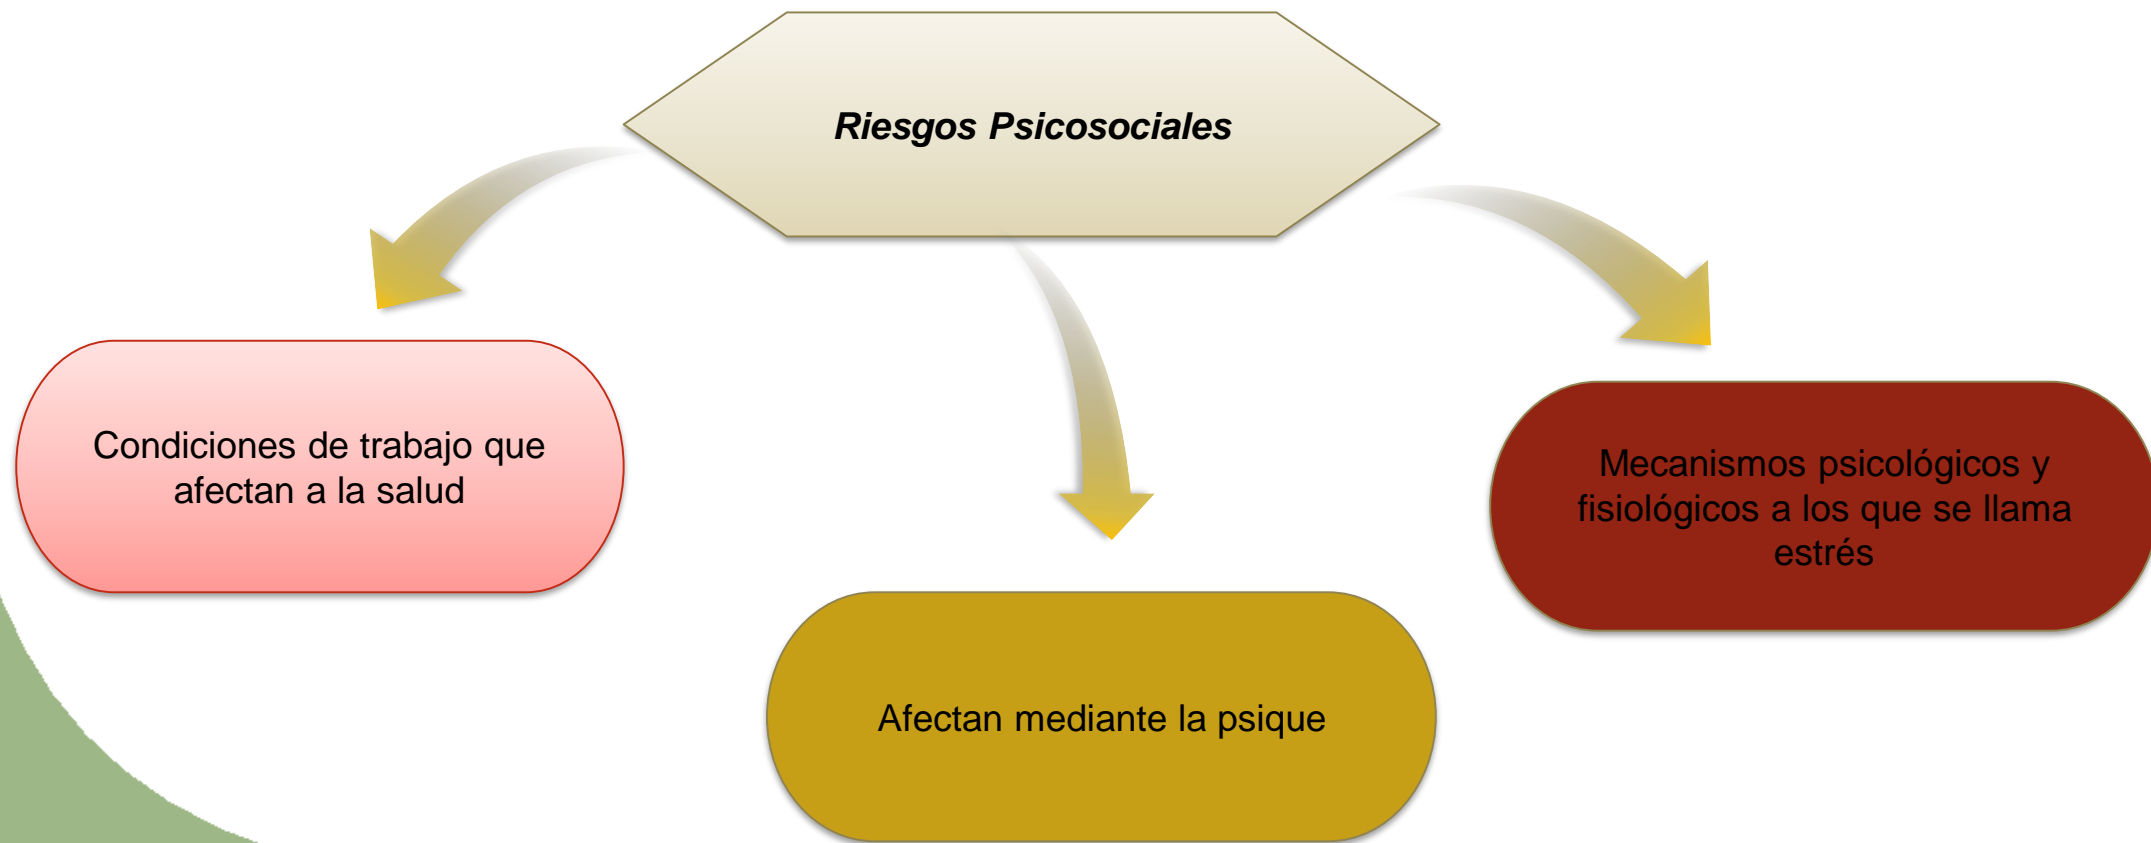 Riesgos Psicosociales
Condiciones de trabajo que
afectan a la salud
Mecanismos psicológicos y
fisiológicos a los que se llama
estrés
Afectan mediante la psique